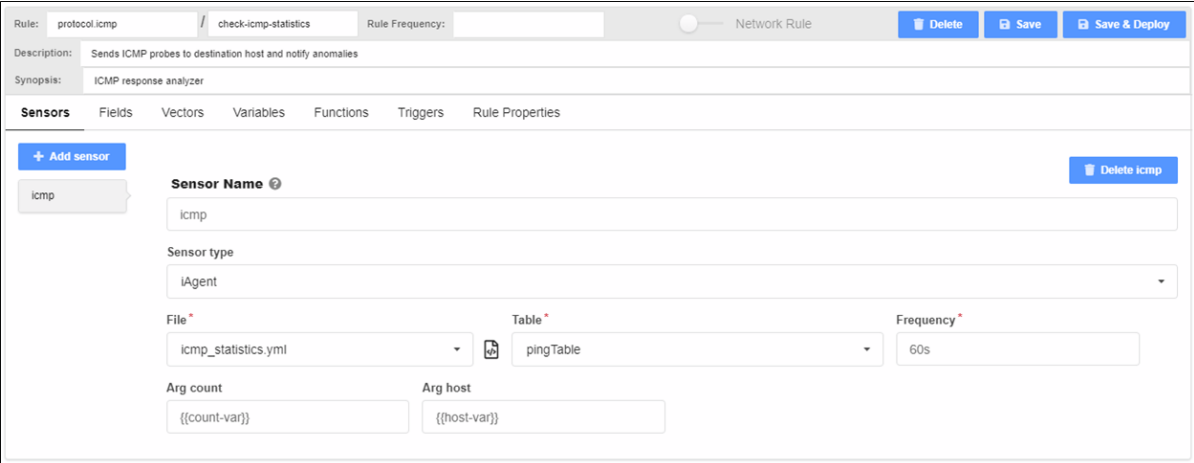 Rule: protocol.icmp / check-icmp-statistics Rule Frequency: Network Rule Delete Save Save & Deploy
Description: Sends ICMP probes to destination host and notify anomalies
Synopsis: ICMP response analyzer
Sensors Fields Vectors Variables Functions Triggers Rule Properties
+ Add sensor
Delete icmp
icmp
Sensor Name ?
icmp
Sensor type
iAgent
File * Table * Frequency *
icmp_statistics.yml pingTable 60s
Arg count Arg host
{{count-var}} {{host-var}}